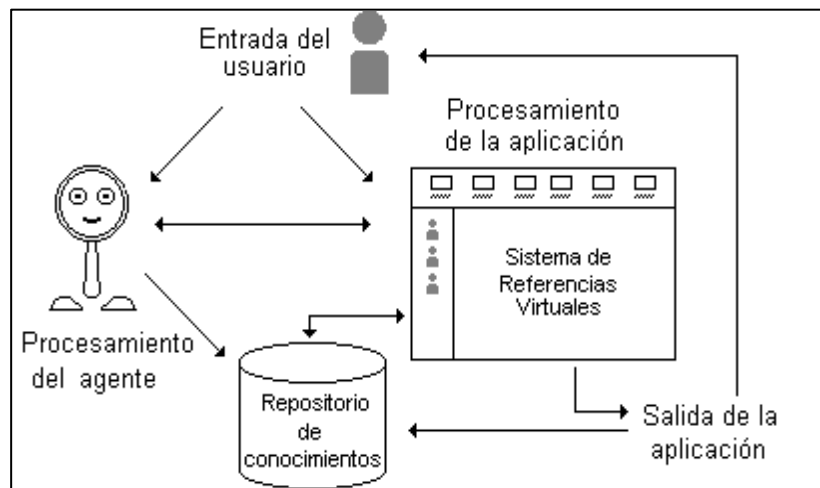 Entrada del
usuario
Procesamiento
de la aplicación
Sistema de
Referencias
Virtuales
Procesamiento
del agente
Repositorio
de
conocimientos
Salida de la
aplicación